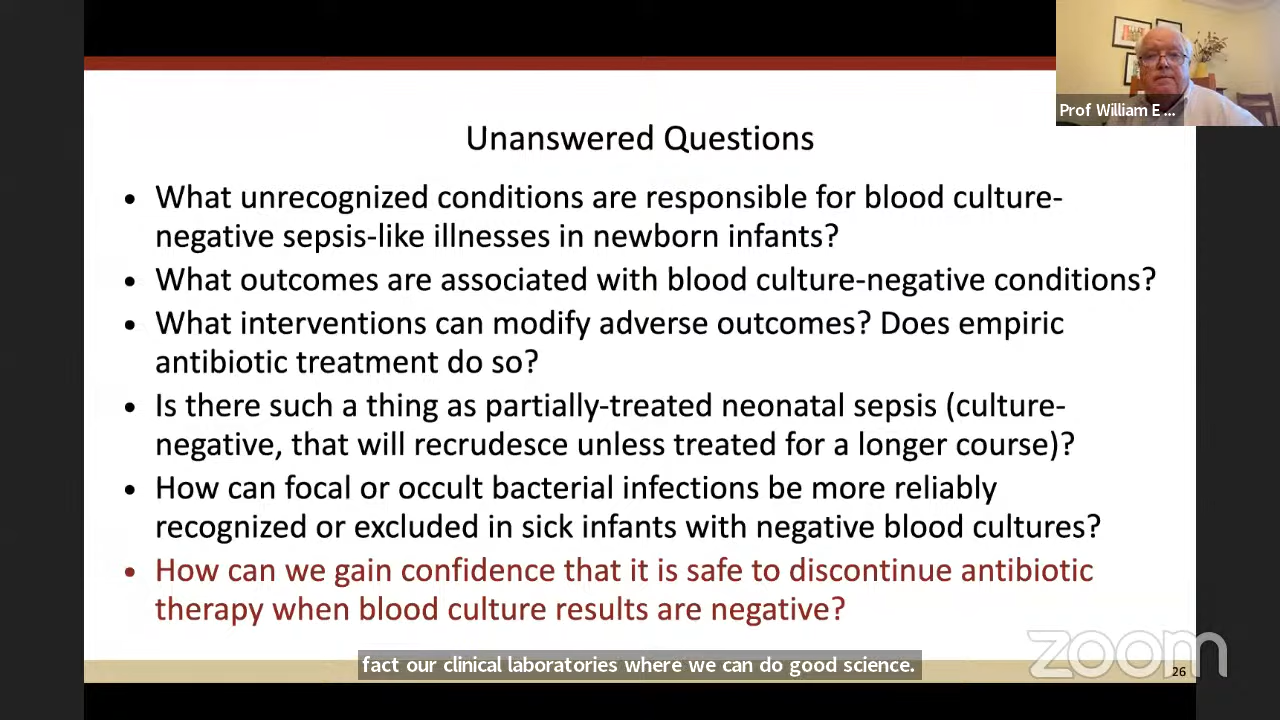 Prof William E ...
Unanswered Questions
• What unrecognized conditions are responsible for blood culture-
negative sepsis-like illnesses in newborn infants?
• What outcomes are associated with blood culture-negative conditions?
• What interventions can modify adverse outcomes? Does empiric
antibiotic treatment do so?
• Is there such a thing as partially-treated neonatal sepsis (culture-
negative, that will recrudesce unless treated for a longer course)?
• How can focal or occult bacterial infections be more reliably
recognized or excluded in sick infants with negative blood cultures?
• How can we gain confidence that it is safe to discontinue antibiotic
therapy when blood culture results are negative?
fact our clinical laboratories where we can do good science.
zoom
26